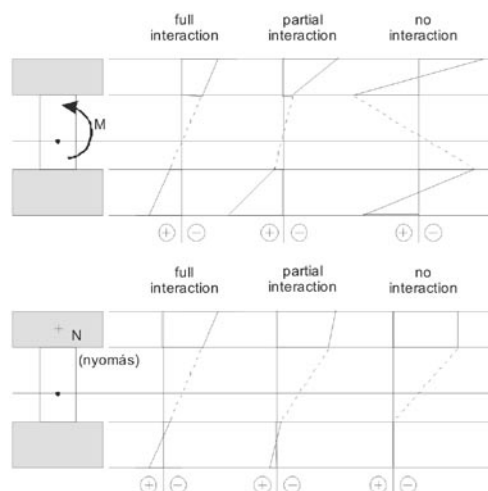 full
interaction
partial
interaction
no
interaction
M
+ −
+ −
+ −
full
interaction
partial
interaction
no
interaction
N
(nyomás)
+ −
+ −
+ −